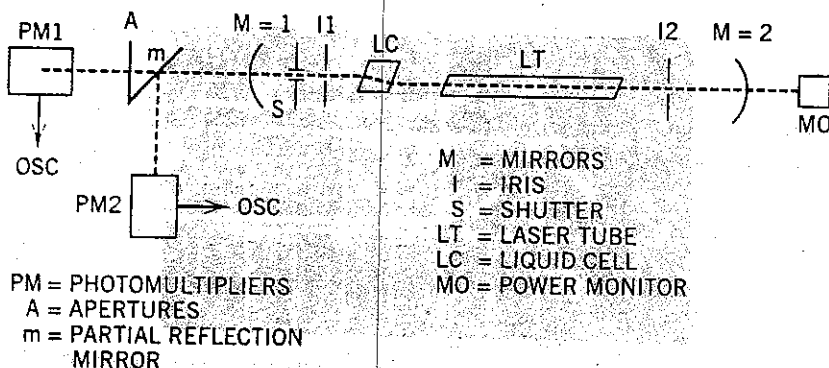 A
PM1
m
M = 1
I1
LC
LT
I2
M = 2
S
MO
OSC
PM2
OSC
M = MIRRORS
I = IRIS
S = SHUTTER
LT = LASER TUBE
LC = LIQUID CELL
MO = POWER MONITOR
PM = PHOTOMULTIPLIERS
A = APERTURES
m = PARTIAL REFLECTION
MIRROR